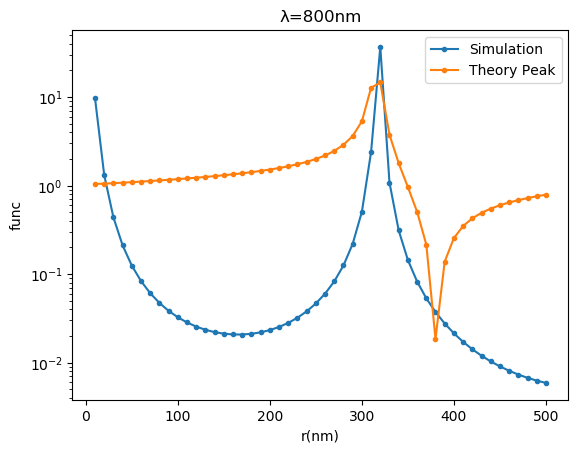 λ=800nm
Simulation
Theory Peak
func
10¹
10⁰
10⁻¹
10⁻²
0 100 200 300 400 500
r(nm)